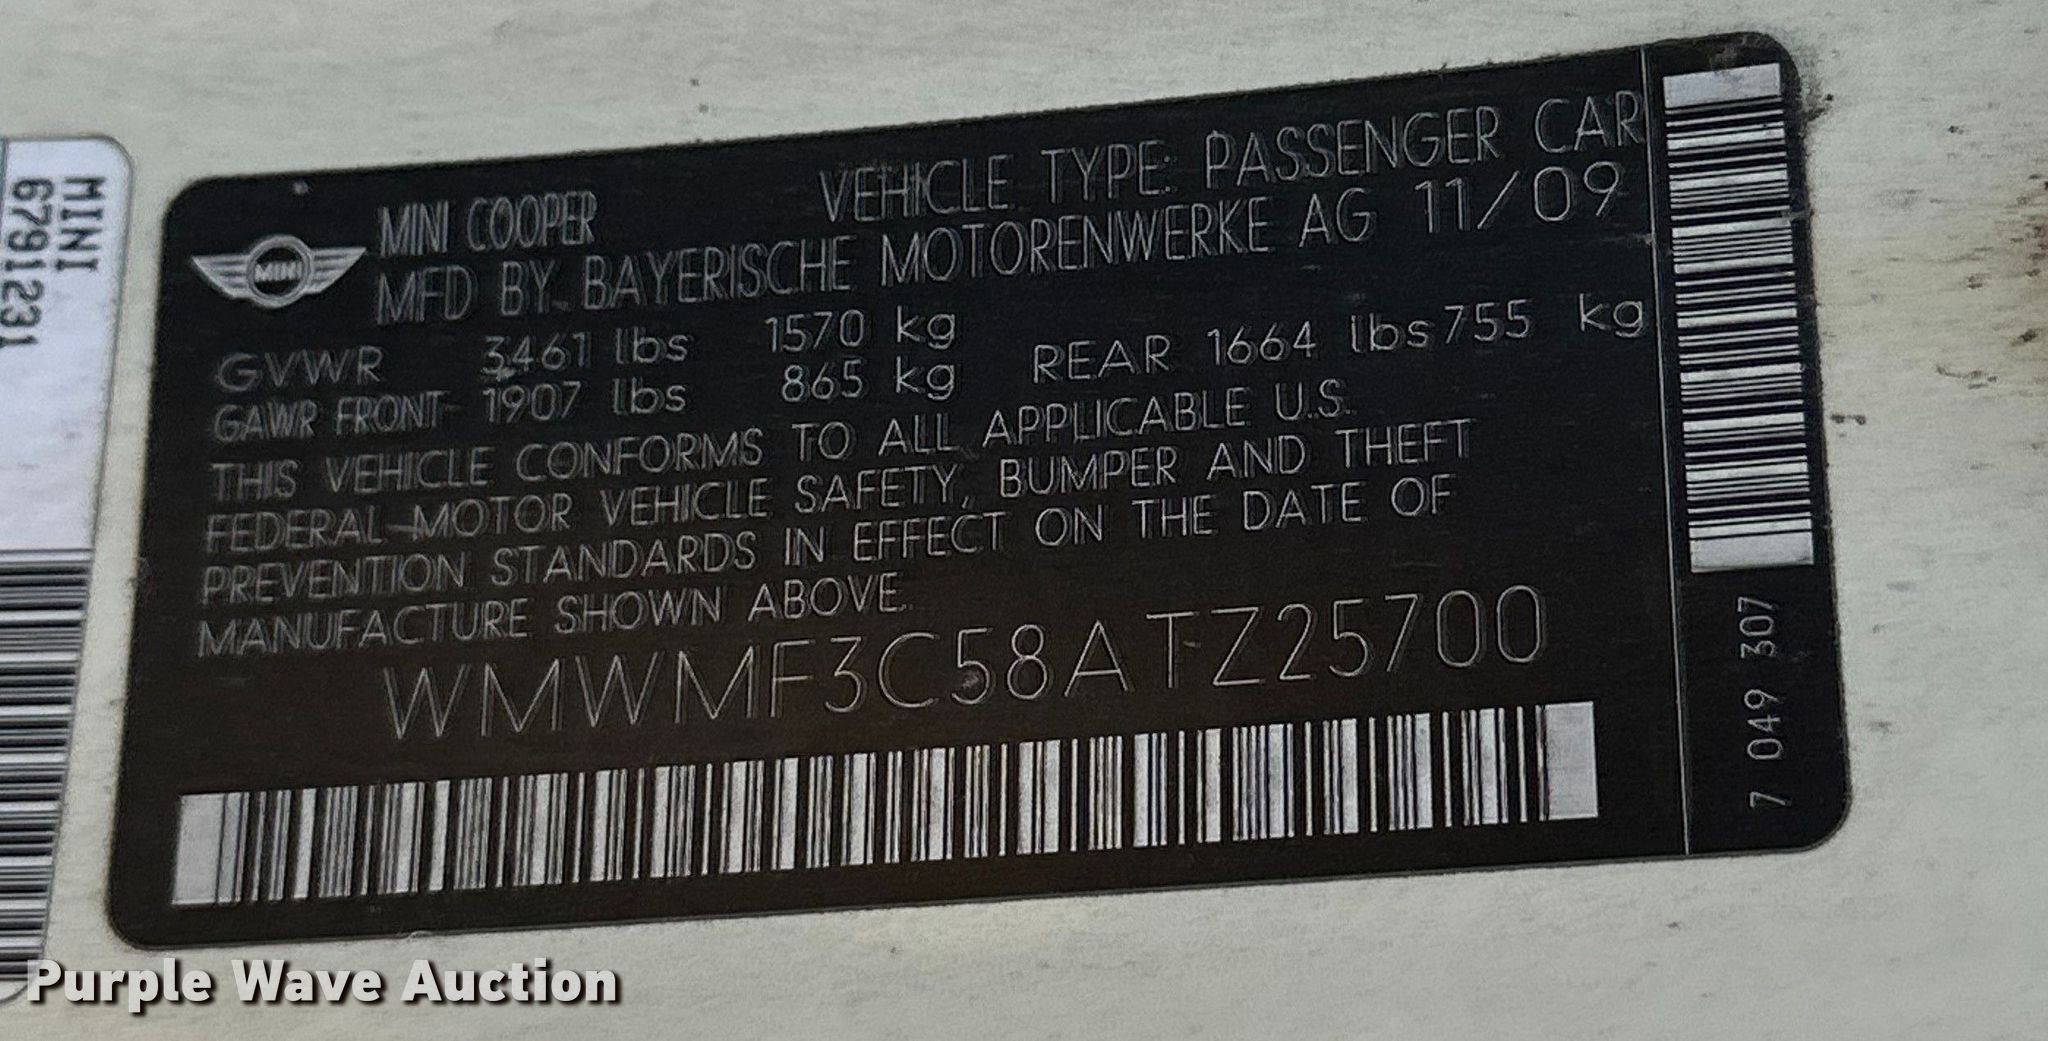 MINI
6791231
MINI
MINI COOPER VEHICLE TYPE: PASSENGER CAR
MFD BY BAYERISCHE MOTORENWERKE AG 11/09
GVWR 3461 lbs 1570 kg
GAWR FRONT 1907 lbs 865 kg REAR 1664 lbs 755 kg
THIS VEHICLE CONFORMS TO ALL APPLICABLE U.S.
FEDERAL MOTOR VEHICLE SAFETY, BUMPER AND THEFT
PREVENTION STANDARDS IN EFFECT ON THE DATE OF
MANUFACTURE SHOWN ABOVE.
WMWMF3C58ATZ25700
7 049 307
Purple Wave Auction